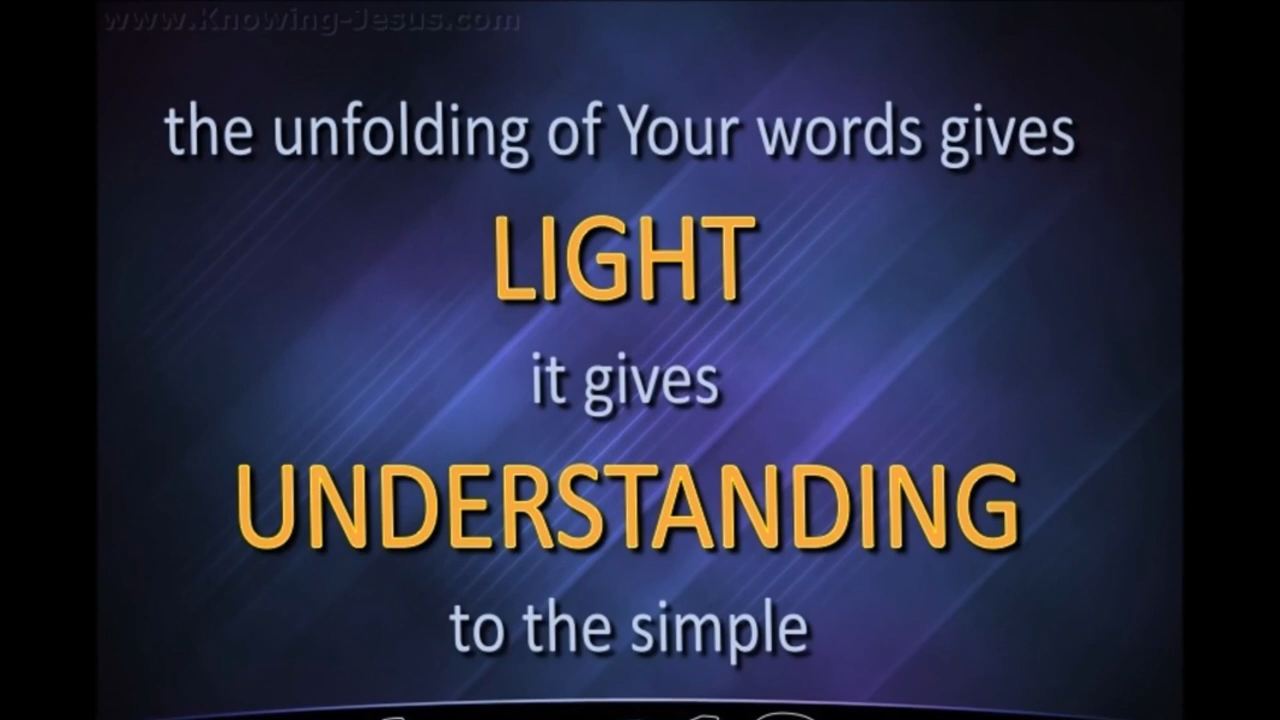 www.Knowing-Jesus.com
the unfolding of Your words gives
LIGHT
it gives
UNDERSTANDING
to the simple